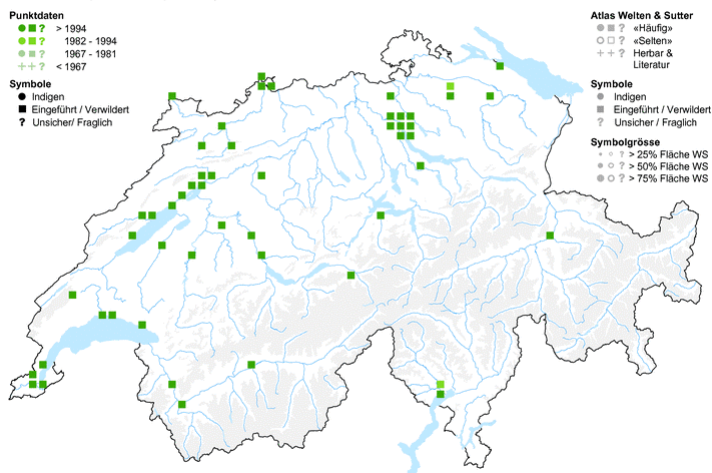 Punktdaten
? > 1994
? 1982 - 1994
? 1967 - 1981
? < 1967
Symbole
Indigen
Eingeführt / Verwildert
? Unsicher/ Fraglich
Atlas Welten & Sutter
? «Häufig»
? «Selten»
? Herbar &
Literatur
Symbole
Indigen
Eingeführt / Verwildert
? Unsicher / Fraglich
Symbolgrösse
? > 25% Fläche WS
? > 50% Fläche WS
? > 75% Fläche WS